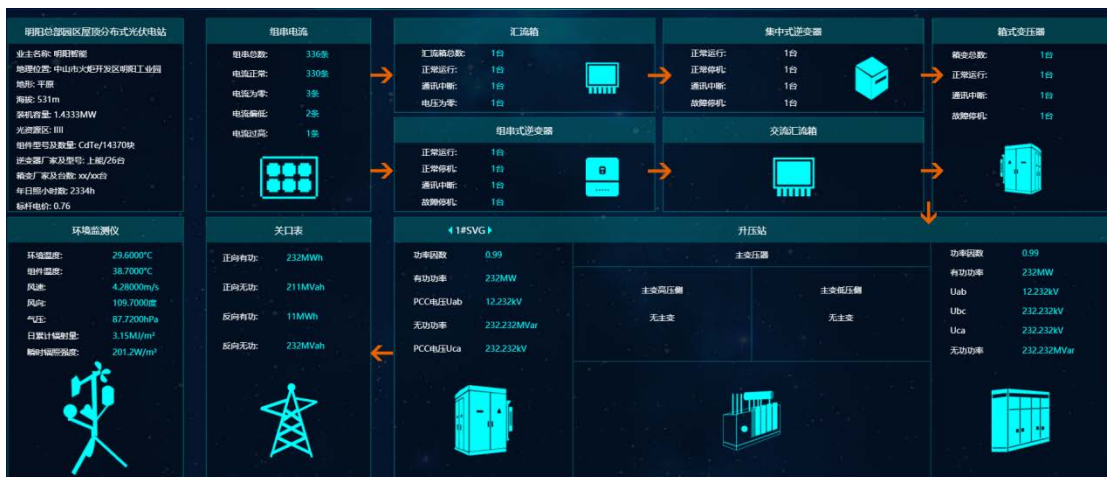 明阳总部园区屋顶分布式光伏电站
业主名称: 明阳智能
地理位置: 中山市火炬开发区明阳工业园
地形: 平原
海拔: 531m
装机容量: 1.4333MW
光资源区: IIII
组件型号及数量: CdTe/14370块
逆变器厂家及型号: 上能/26台
箱变厂家及台数: xx/xx台
年日照小时数: 2334h
标杆电价: 0.76
组串电流
组串总数: 336条
电流正常: 330条
电流为零: 3条
电流偏低: 2条
电流过高: 1条
汇流箱
汇流箱总数: 1台
正常运行: 1台
通讯中断: 1台
电压为零: 1台
集中式逆变器
正常运行: 1台
正常停机: 1台
通讯中断: 1台
故障停机: 1台
箱式变压器
箱变总数: 1台
正常运行: 1台
通讯中断: 1台
故障停机: 1台
组串式逆变器
正常运行: 1台
正常停机: 1台
通讯中断: 1台
故障停机: 1台
交流汇流箱
环境监测仪
环境温度: 29.6000°C
组件温度: 38.7000°C
风速: 4.28000m/s
风向: 109.7000度
气压: 87.7200hPa
日累计辐射量: 3.15MJ/m²
瞬时辐照强度: 201.2W/m²
关口表
正向有功: 232MWh
正向无功: 211MVah
反向有功: 11MWh
反向无功: 232MVah
1#SVG
功率因数 0.99
有功功率 232MW
PCC电压Uab 12.232kV
无功功率 232.232MVar
PCC电压Uca 232.232kV
升压站
主变压器
主变高压侧
无主变
主变低压侧
无主变
功率因数 0.99
有功功率 232MW
Uab 12.232kV
Ubc 232.232kV
Uca 232.232kV
无功功率 232.232MVar